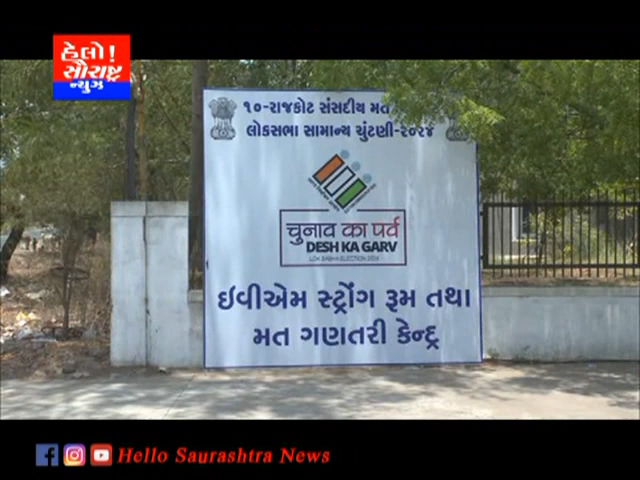 હેલો !
સૌરાષ્ટ્ર
ન્યુઝ
૧૦-રાજકોટ સંસદીય મત
લોકસભા સામાન્ય ચુંટણી-૨૦૨૪
चुनाव का पर्व
DESH KA GARV
LOK SABHA ELECTION 2024
ઇવીએમ સ્ટ્રોંગ રૂમ તથા
મત ગણતરી કેન્દ્ર
Hello Saurashtra News